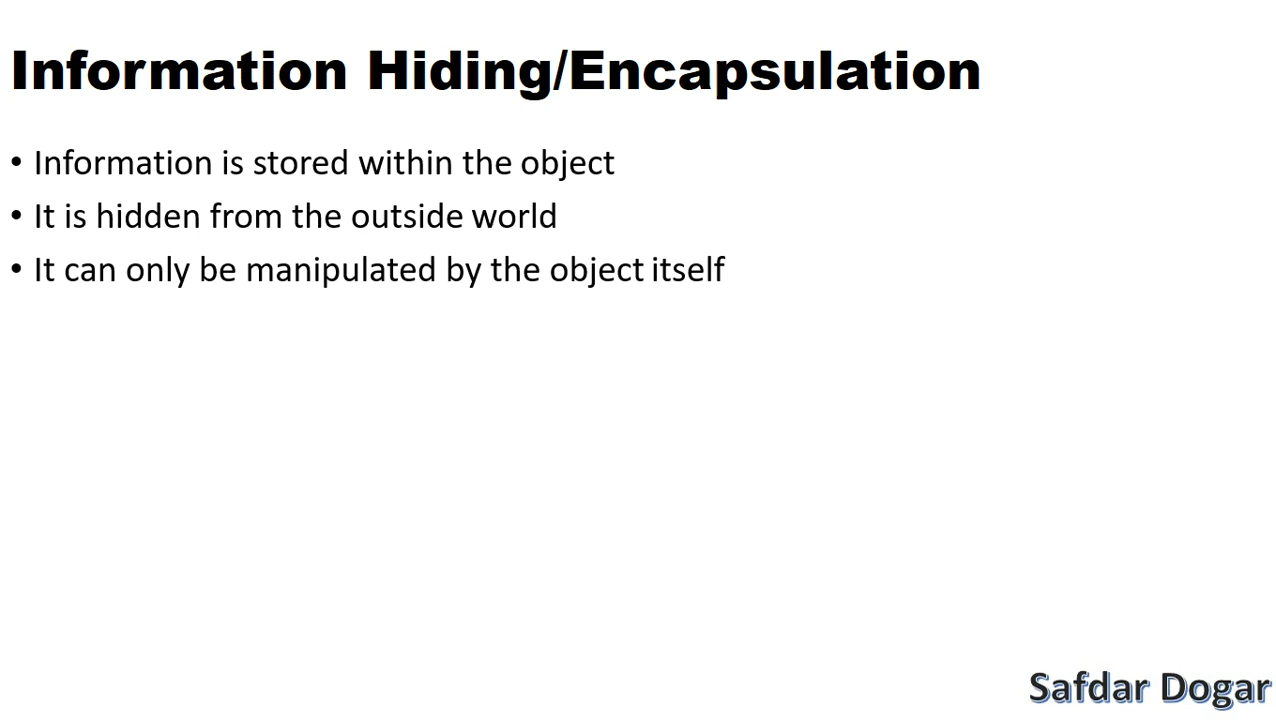 Information Hiding/Encapsulation
• Information is stored within the object
• It is hidden from the outside world
• It can only be manipulated by the object itself
Safdar Dogar